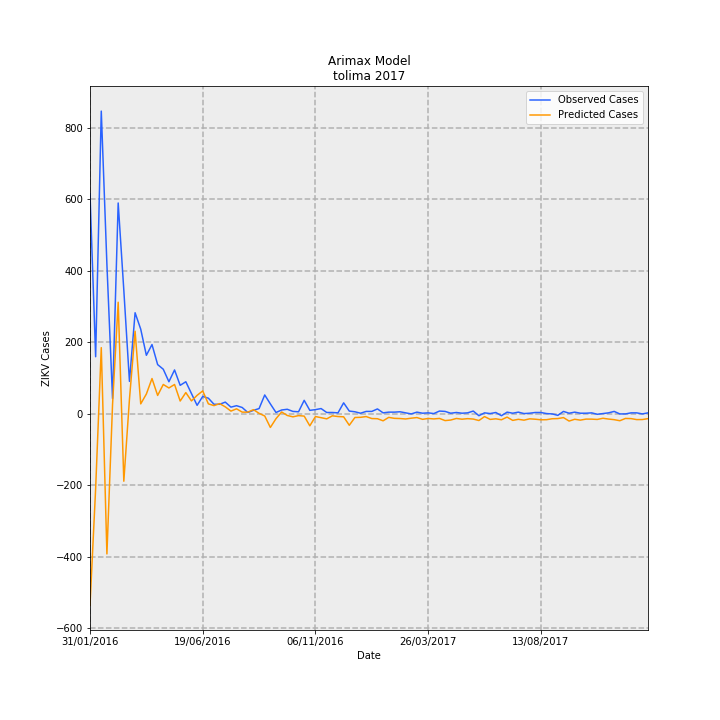 Arimax Model
tolima 2017
Observed Cases
Predicted Cases
ZIKV Cases
800
600
400
200
0
−200
−400
−600
31/01/2016
19/06/2016
06/11/2016
26/03/2017
13/08/2017
Date